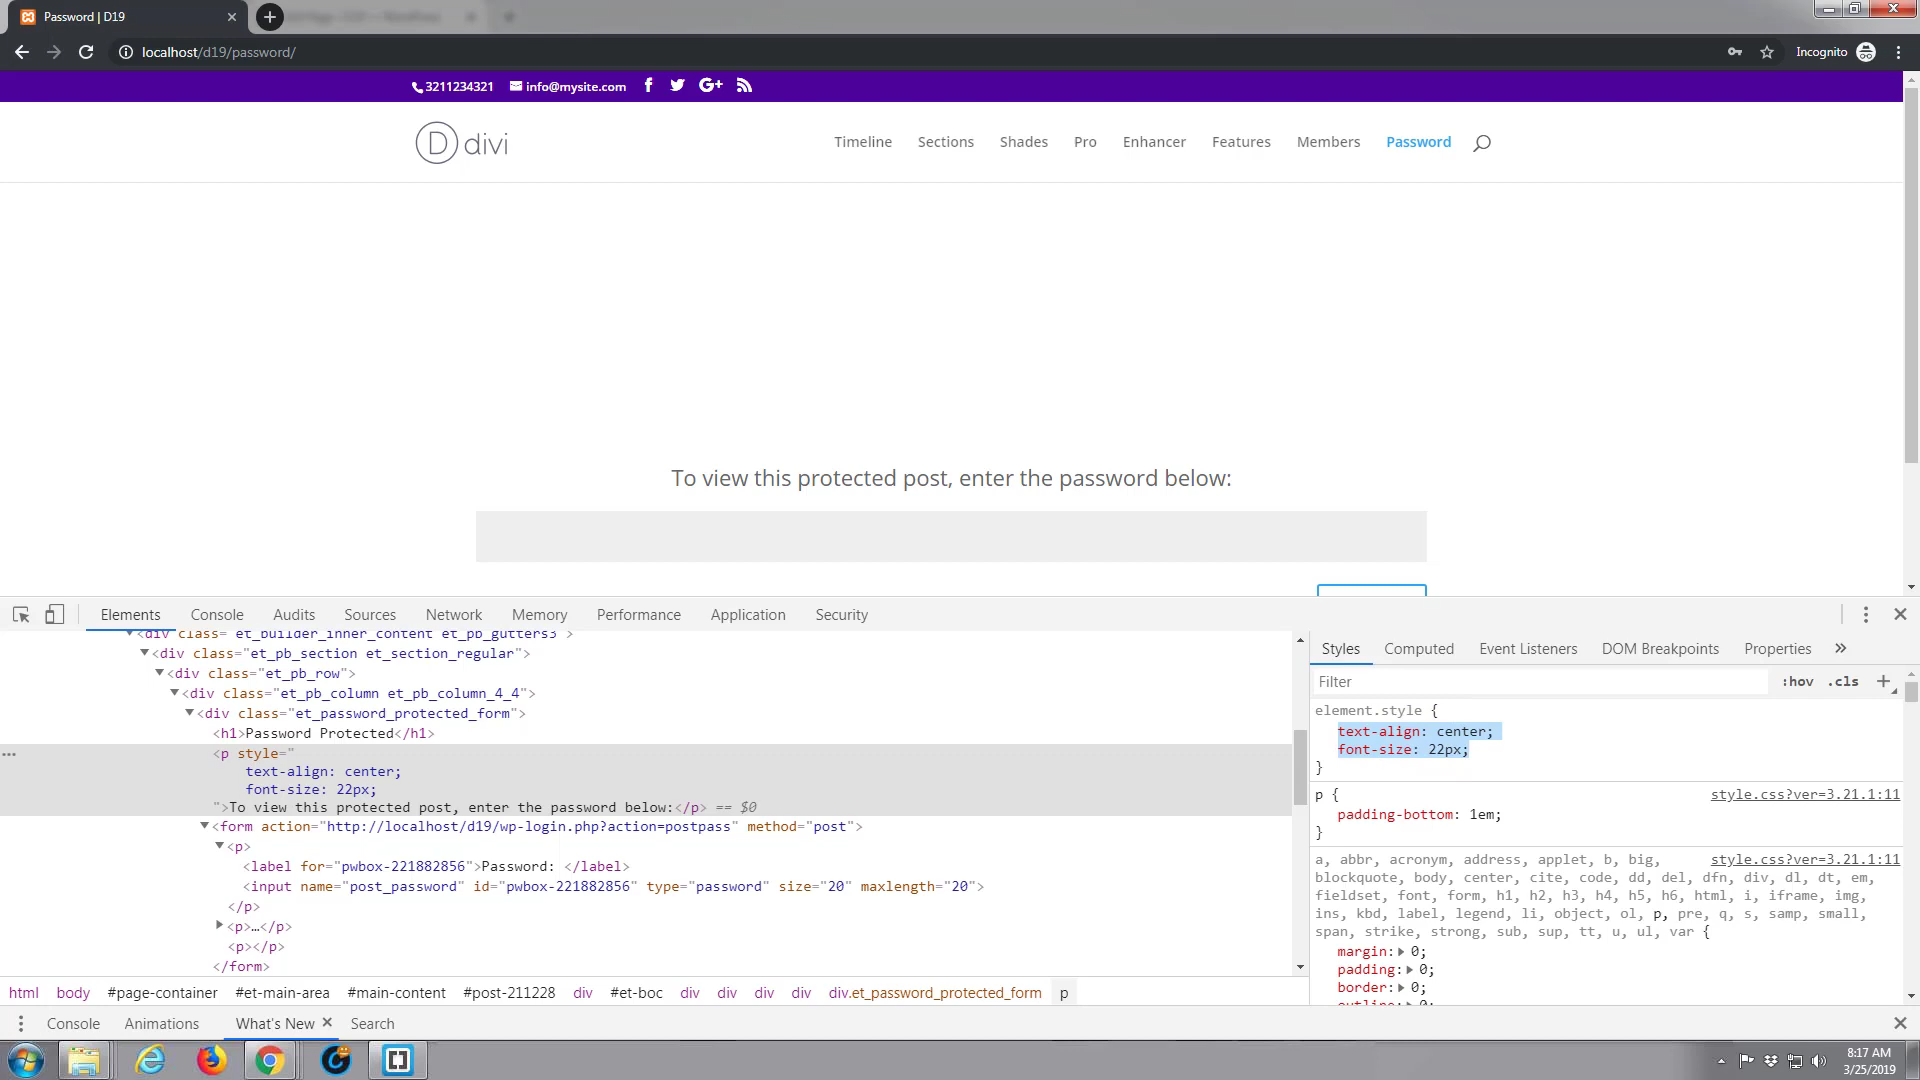 Password | D19
localhost/d19/password/
Incognito
3211234321 info@mysite.com
divi
Timeline Sections Shades Pro Enhancer Features Members Password
To view this protected post, enter the password below:
Elements Console Audits Sources Network Memory Performance Application Security
<div class="et_builder_inner_content et_pb_gutters3">
<div class="et_pb_section et_section_regular">
<div class="et_pb_row">
<div class="et_pb_column et_pb_column_4_4">
<div class="et_password_protected_form">
<h1>Password Protected</h1>
<p style="
text-align: center;
font-size: 22px;
">To view this protected post, enter the password below:</p> == $0
<form action="http://localhost/d19/wp-login.php?action=postpass" method="post">
<p>
<label for="pwbox-221882856">Password: </label>
<input name="post_password" id="pwbox-221882856" type="password" size="20" maxlength="20">
</p>
<p>…</p>
<p></p>
</form>
html body #page-container #et-main-area #main-content #post-211228 div #et-boc div div div div div.et_password_protected_form p
Styles Computed Event Listeners DOM Breakpoints Properties »
Filter :hov .cls +
element.style {
text-align: center;
font-size: 22px;
}
p { style.css?ver=3.21.1:11
padding-bottom: 1em;
}
a, abbr, acronym, address, applet, b, big, style.css?ver=3.21.1:11
blockquote, body, center, cite, code, dd, del, dfn, div, dl, dt, em,
fieldset, font, form, h1, h2, h3, h4, h5, h6, html, i, iframe, img,
ins, kbd, label, legend, li, object, ol, p, pre, q, s, samp, small,
span, strike, strong, sub, sup, tt, u, ul, var {
margin: 0;
padding: 0;
border: 0;
outline: 0;
Console Animations What's New Search
8:17 AM
3/25/2019